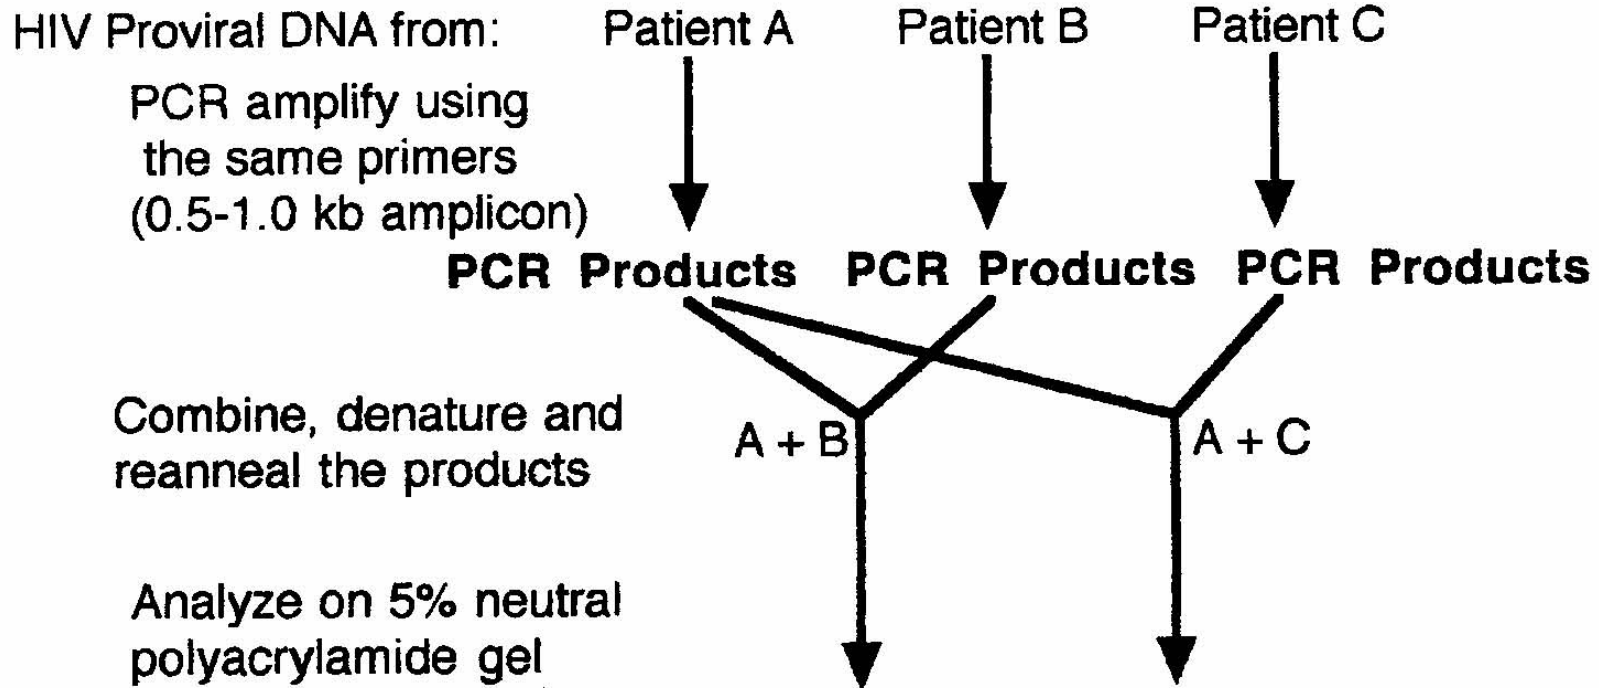 HIV Proviral DNA from: Patient A Patient B Patient C
PCR amplify using
the same primers
(0.5-1.0 kb amplicon)
PCR Products PCR Products PCR Products
Combine, denature and
reanneal the products
A + B
A + C
Analyze on 5% neutral
polyacrylamide gel